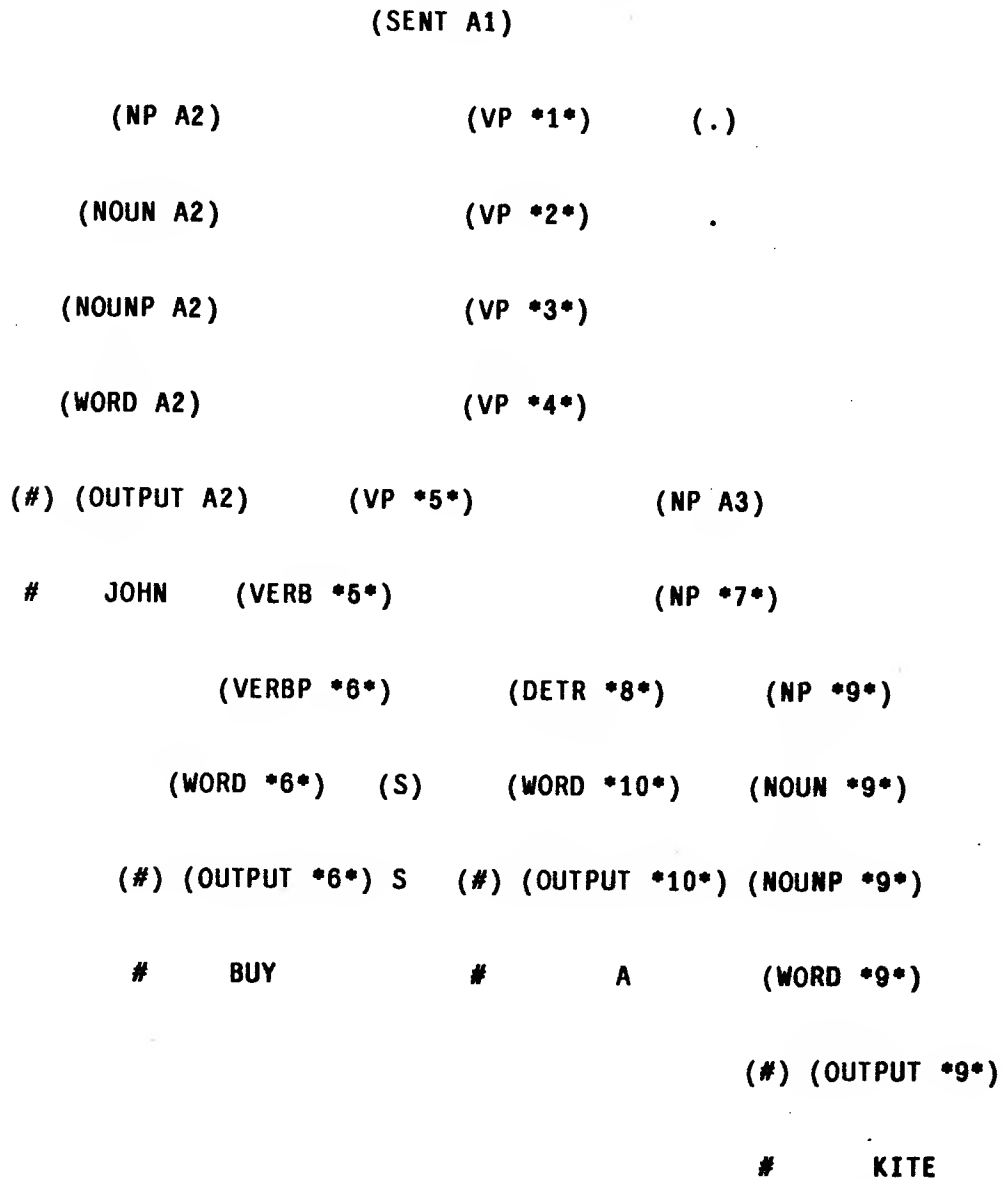 (SENT A1)
(NP A2) (VP *1*) (.)
(NOUN A2) (VP *2*) .
(NOUNP A2) (VP *3*)
(WORD A2) (VP *4*)
(#) (OUTPUT A2) (VP *5*) (NP A3)
# JOHN (VERB *5*) (NP *7*)
(VERBP *6*) (DETR *8*) (NP *9*)
(WORD *6*) (S) (WORD *10*) (NOUN *9*)
(#) (OUTPUT *6*) S (#) (OUTPUT *10*) (NOUNP *9*)
# BUY # A (WORD *9*)
(#) (OUTPUT *9*)
# KITE